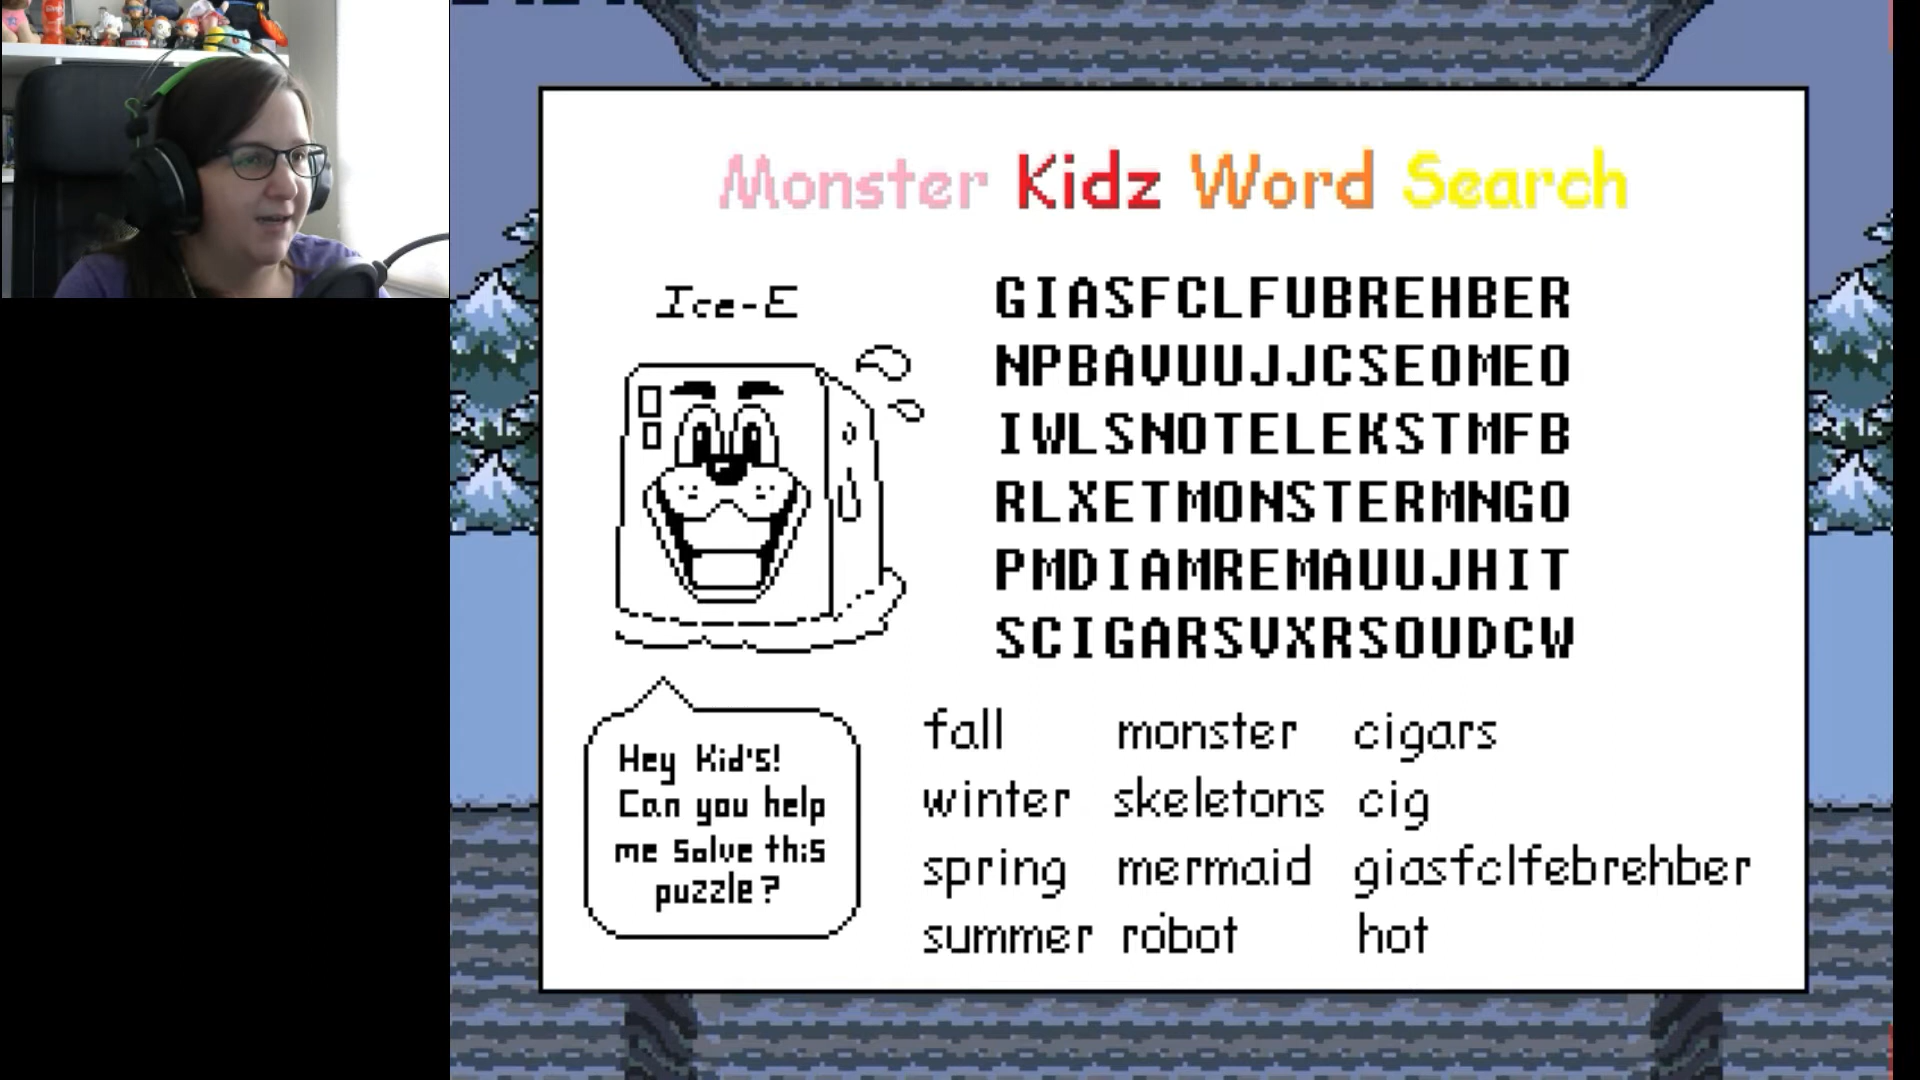 Monster Kidz Word Search
Ice-E
GIASFCLFUBREHBER
NPBAVUUJJCSEOMEO
IWLSNOTELEKSTMFB
RLXETMONSTERMNGO
PMDIAMREMAUUJHIT
SCIGARSVXRSOUDCW
Hey Kid's!
Can you help
me Solve this
puzzle?
fall monster cigars
winter skeletons cig
spring mermaid giasfclfebrehber
summer robot hot